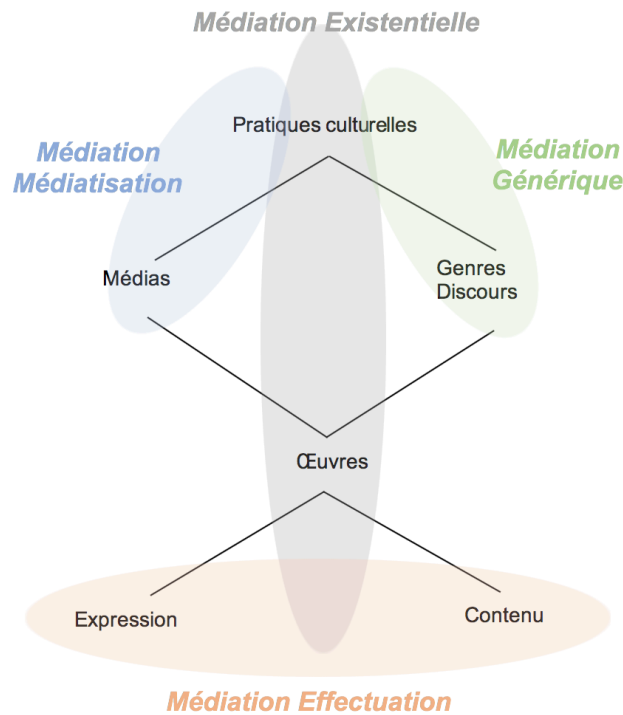 Médiation Existentielle
Pratiques culturelles
Médiation
Médiatisation
Médiation
Générique
Médias
Genres
Discours
Œuvres
Expression
Contenu
Médiation Effectuation